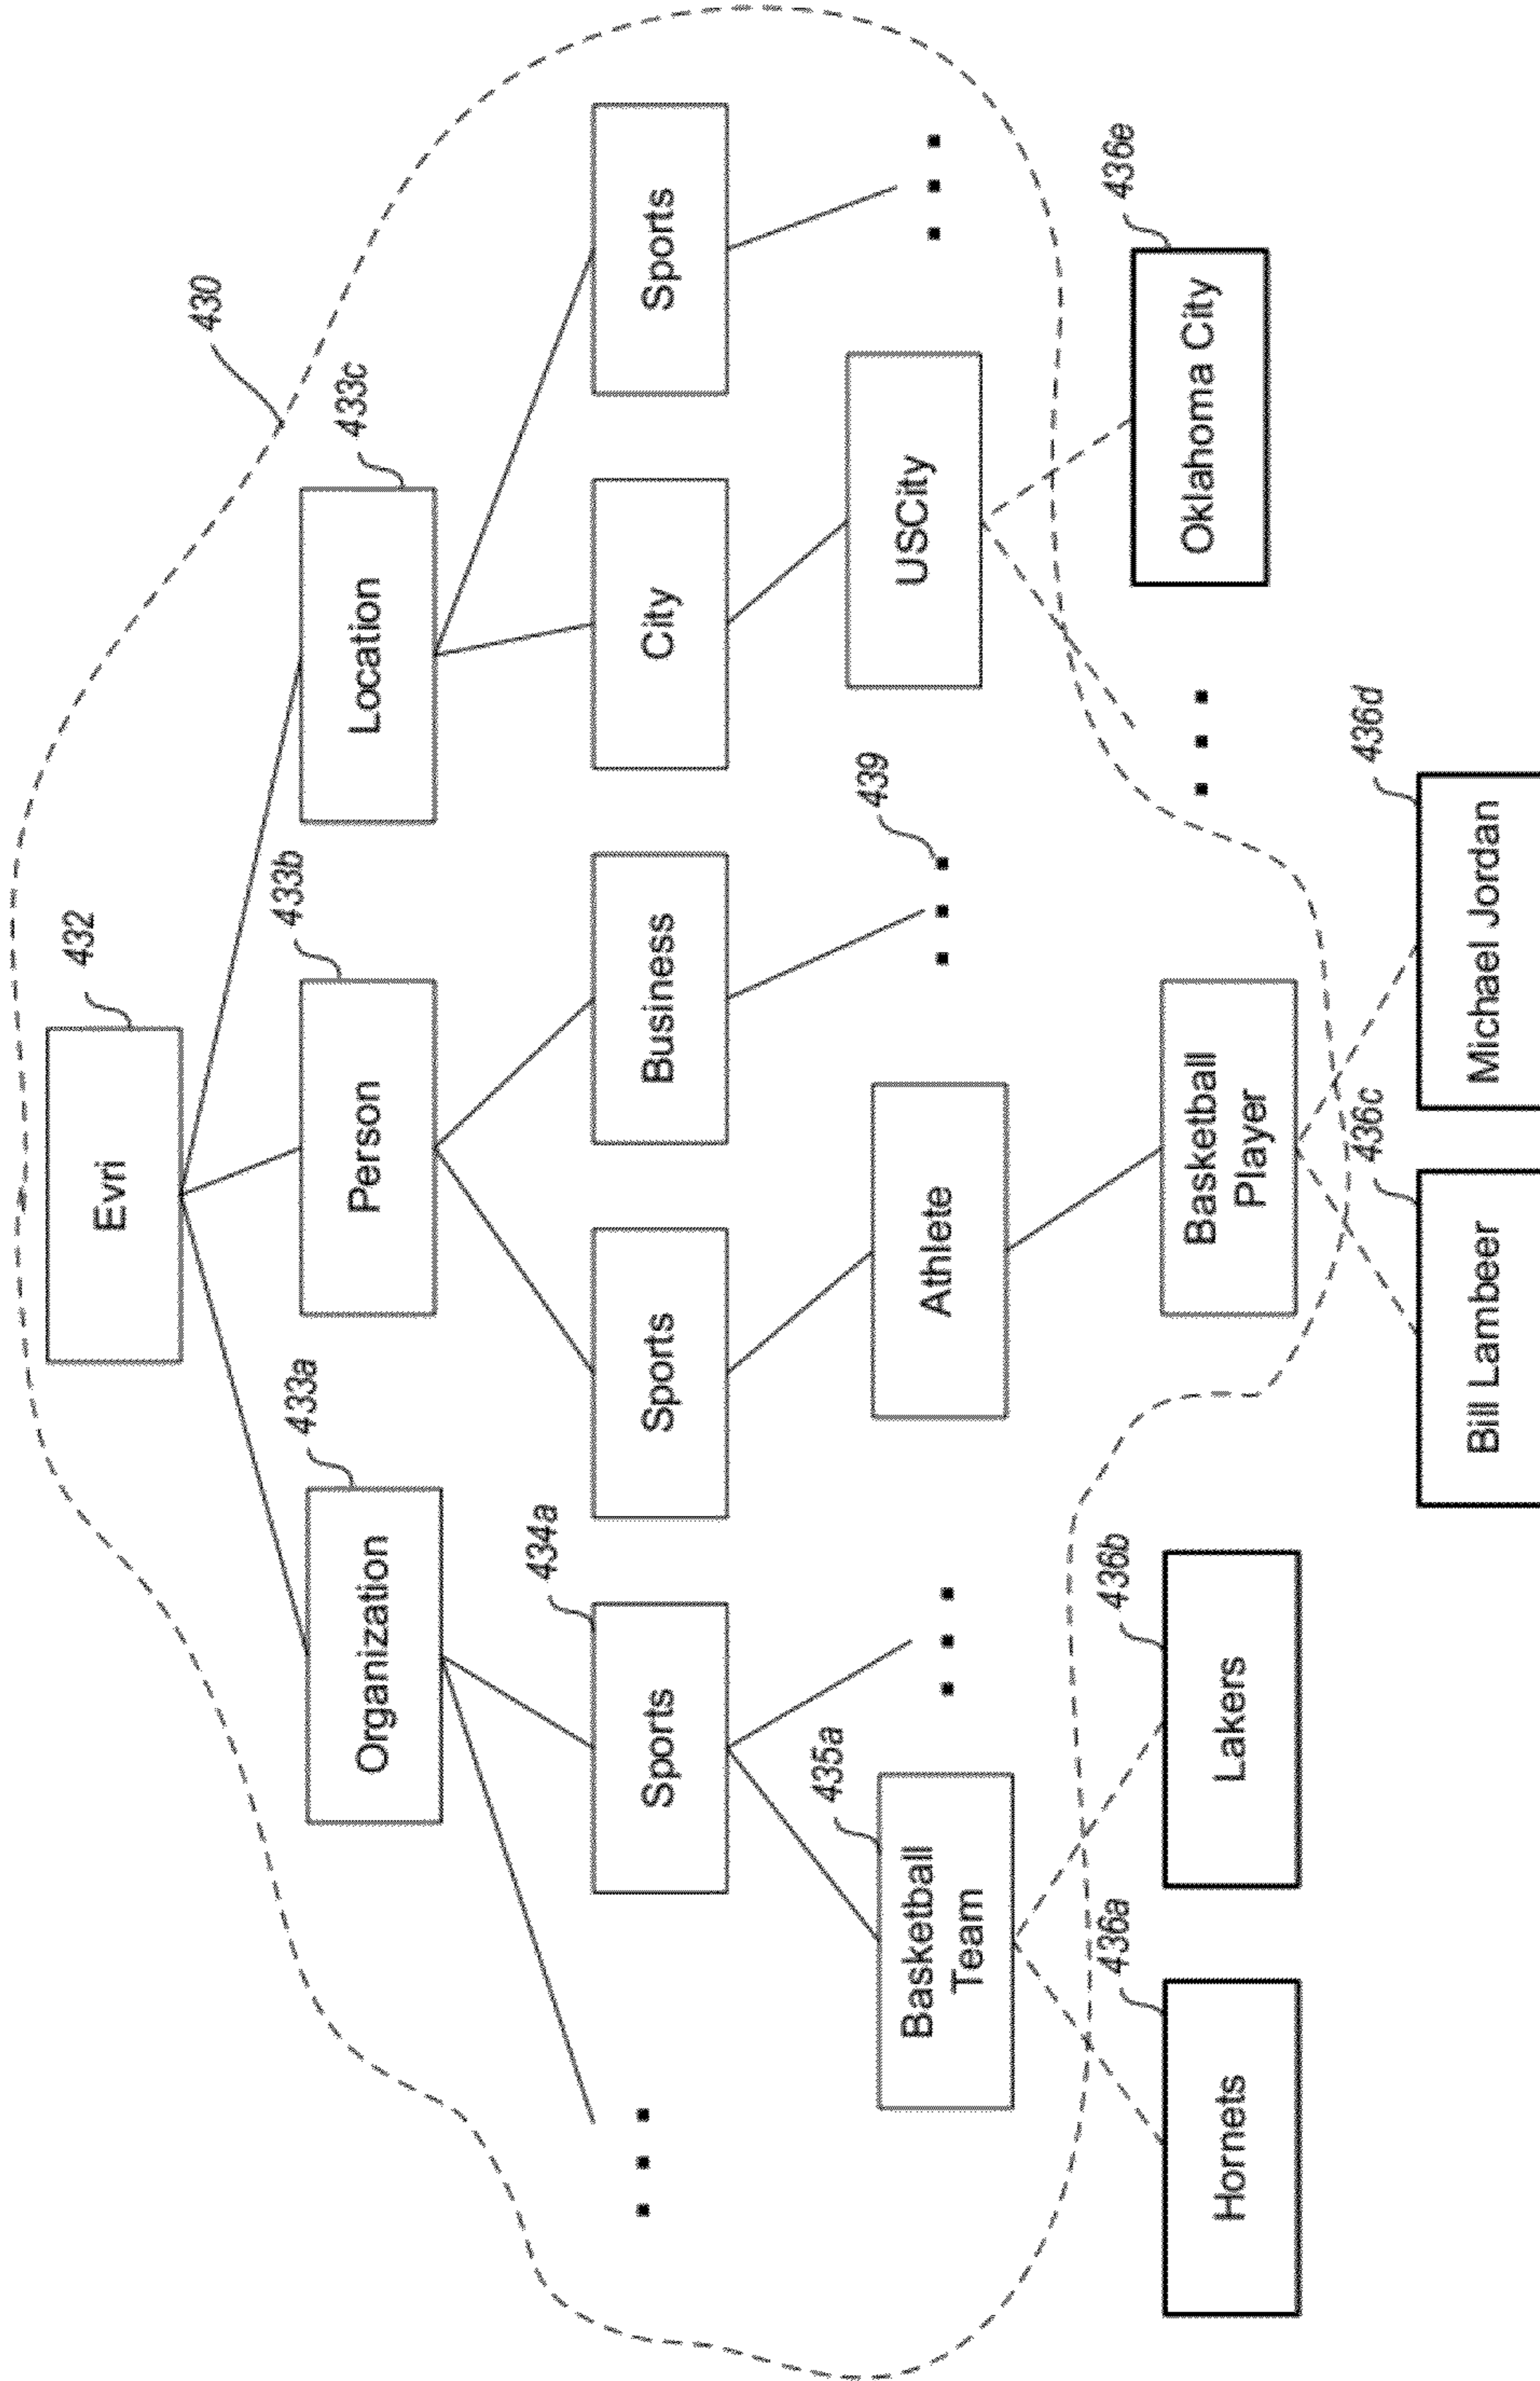 430
432
Evri
433a
433b
433c
Organization
Person
Location
434a
Sports
Sports
Business
City
Sports
435a
439
Basketball
Team
Athlete
USCity
436a
436b
436e
Hornets
Lakers
Basketball
Player
Oklahoma City
436c
436d
Bill Lambeer
Michael Jordan